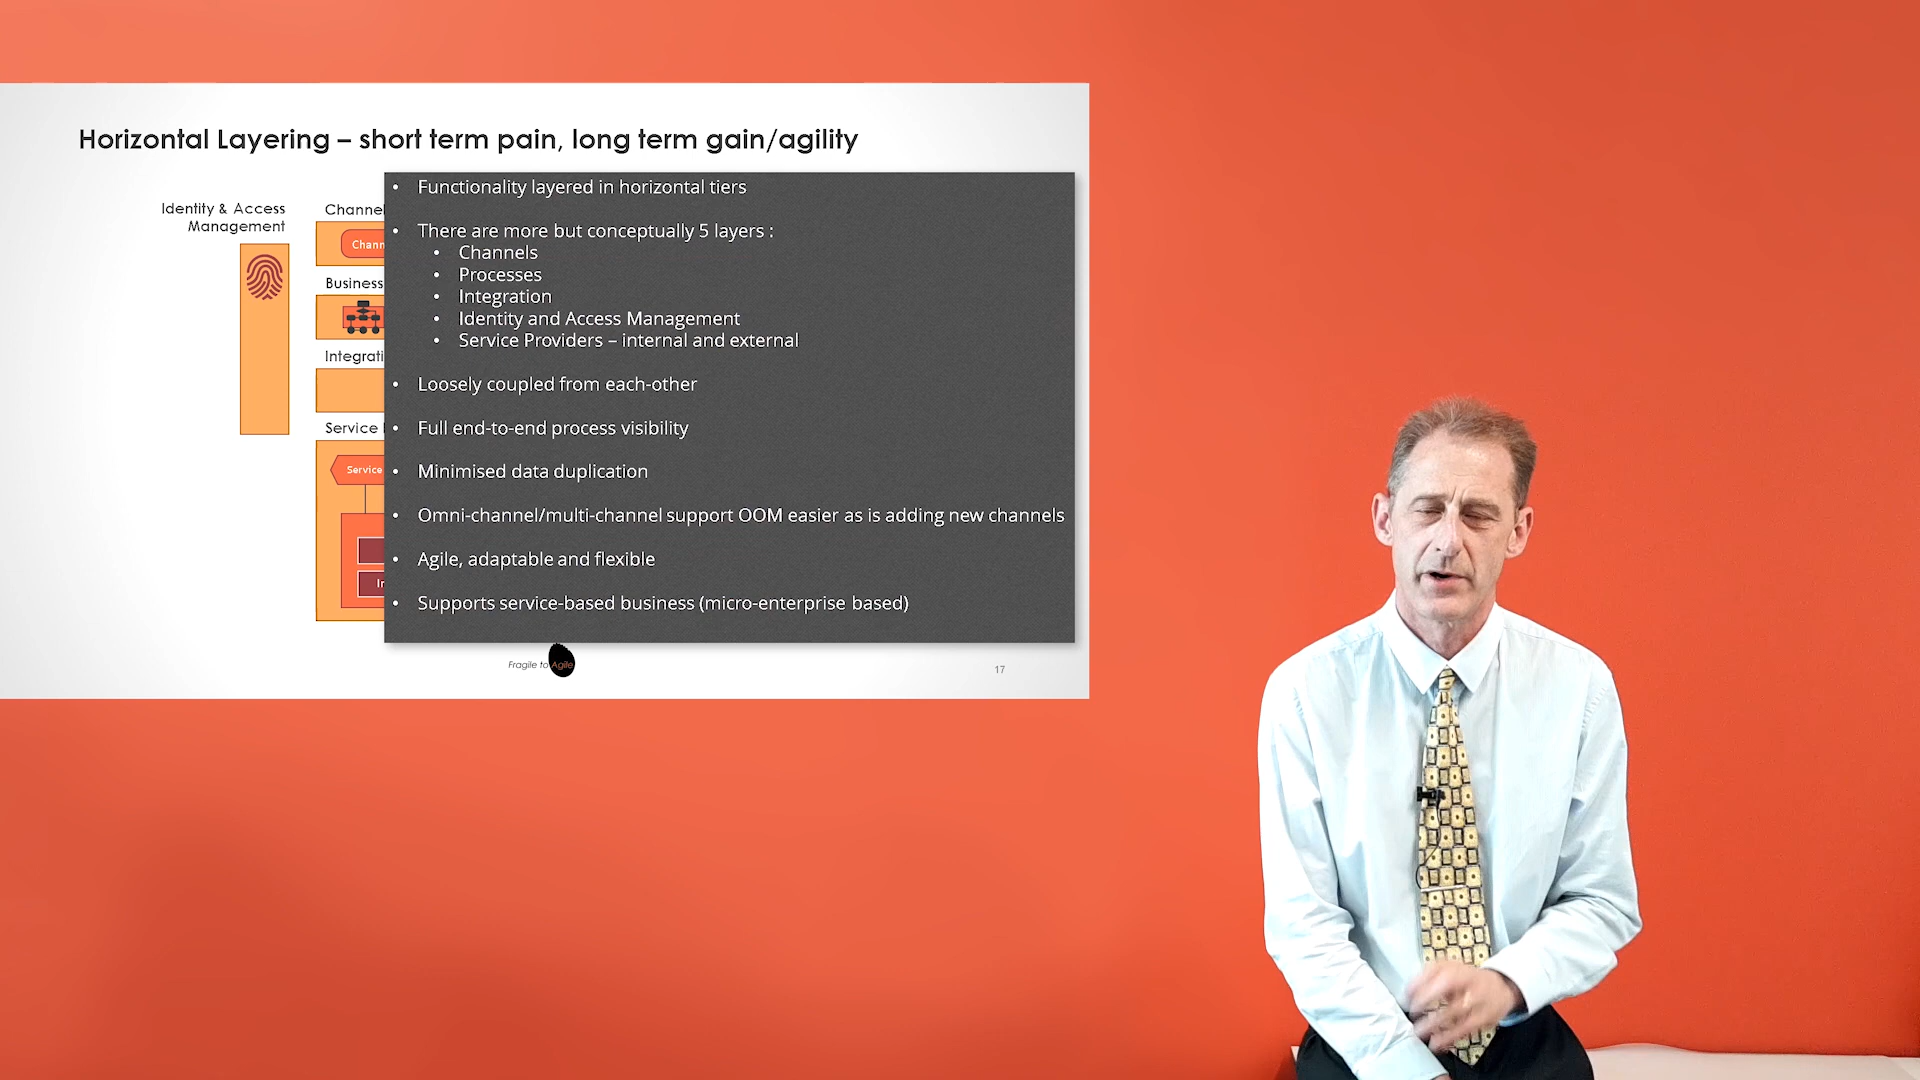 Horizontal Layering – short term pain, long term gain/agility
Identity & Access
Management
Channel
Chann
Business
Integrati
Service
Service
In
• Functionality layered in horizontal tiers
• There are more but conceptually 5 layers :
• Channels
• Processes
• Integration
• Identity and Access Management
• Service Providers – internal and external
• Loosely coupled from each-other
• Full end-to-end process visibility
• Minimised data duplication
• Omni-channel/multi-channel support OOM easier as is adding new channels
• Agile, adaptable and flexible
• Supports service-based business (micro-enterprise based)
Fragile to Agile
17